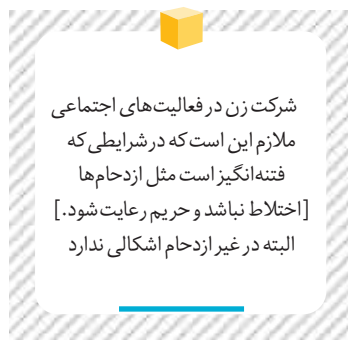 شرکت زن در فعالیت‌های اجتماعی
ملازم این است که در شرایطی که
فتنه‌انگیز است مثل ازدحام‌ها
[اختلاط نباشد و حریم رعایت شود.]
البته در غیر ازدحام اشکالی ندارد